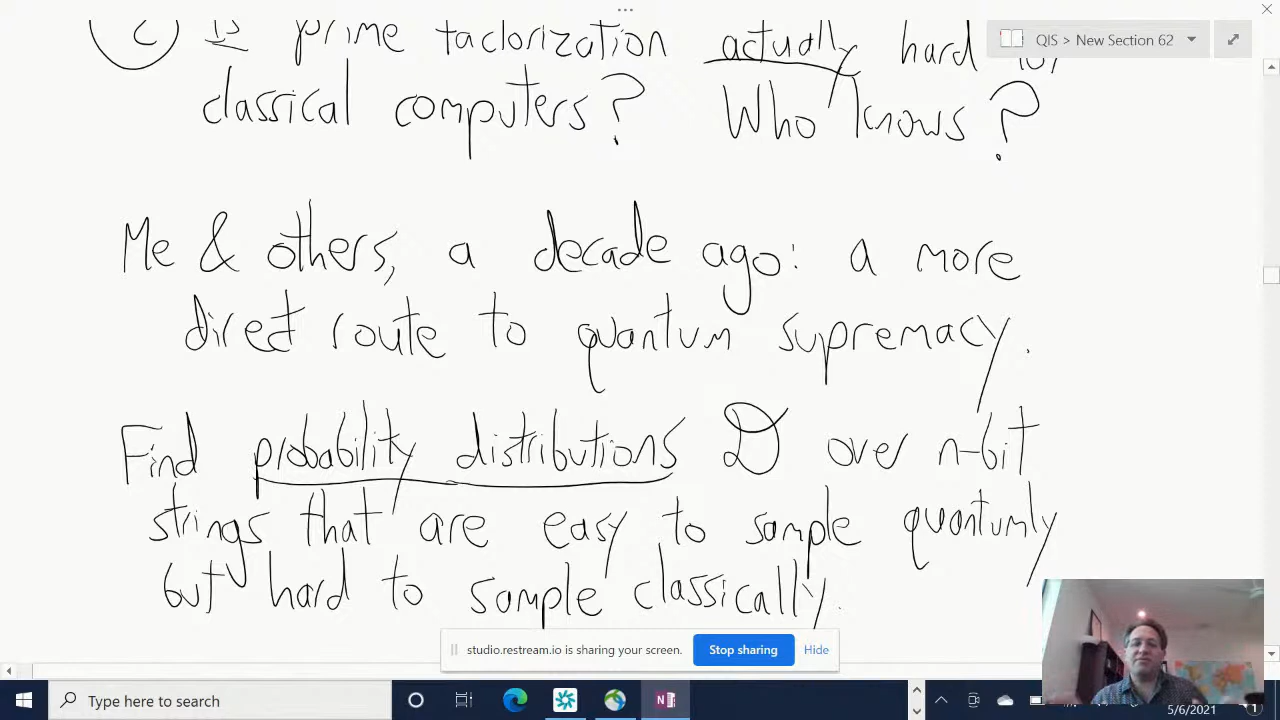 QIS > New Section 62
2 Is prime factorization actually hard for
classical computers? Who knows?
Me & others, a decade ago: a more
direct route to quantum supremacy.
Find probability distributions D over n-bit
strings that are easy to sample quantumly
but hard to sample classically.
studio.restream.io is sharing your screen. Stop sharing Hide
Type here to search
5/6/2021
1